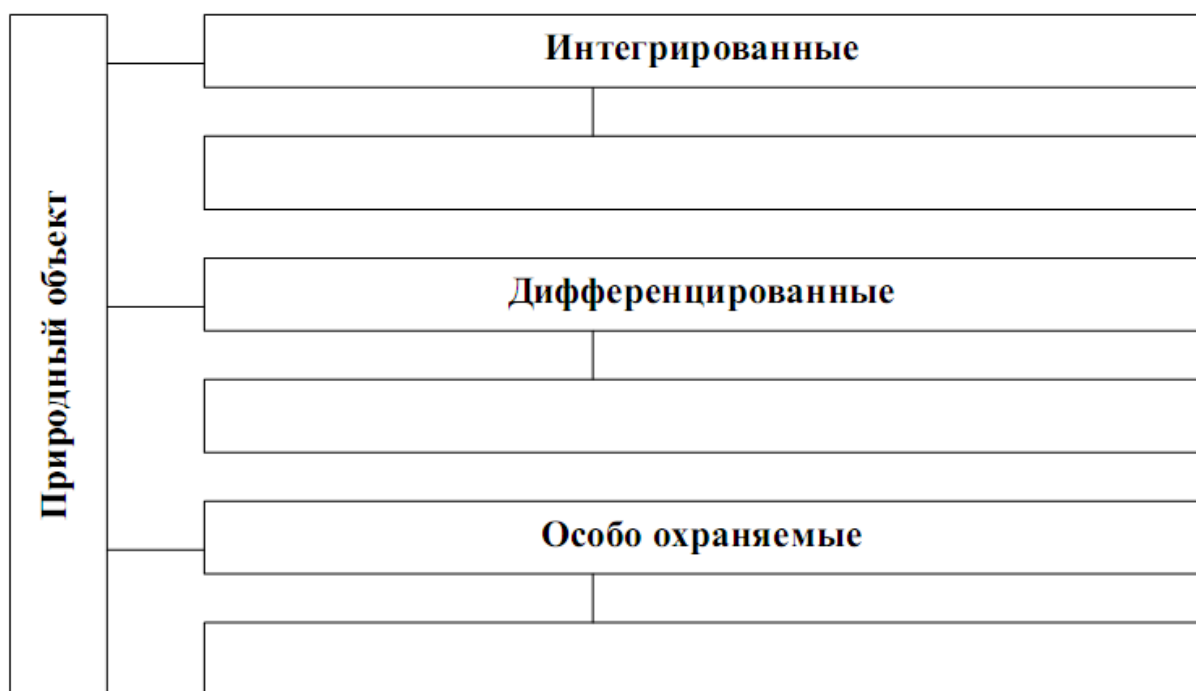 Природный объект
Интегрированные
Дифференцированные
Особо охраняемые